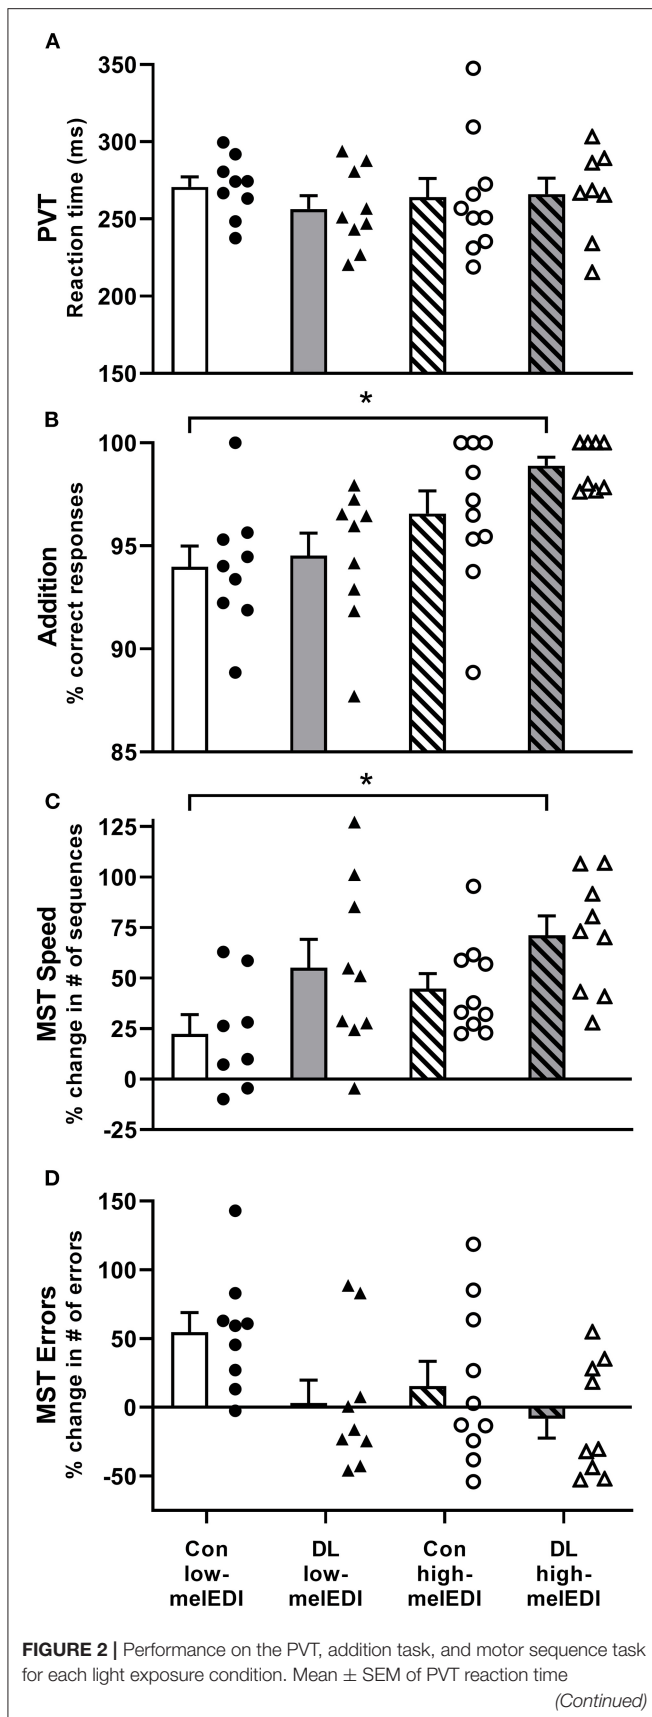 A
PVT
Reaction time (ms)
350
300
250
200
150
*
B
Addition
% correct responses
100
95
90
85
*
C
MST Speed
% change in # of sequences
125
100
75
50
25
0
-25
D
MST Errors
% change in # of errors
150
100
50
0
-50
Con
low-
melEDI
DL
low-
melEDI
Con
high-
melEDI
DL
high-
melEDI
FIGURE 2 | Performance on the PVT, addition task, and motor sequence task
for each light exposure condition. Mean ± SEM of PVT reaction time
(Continued)